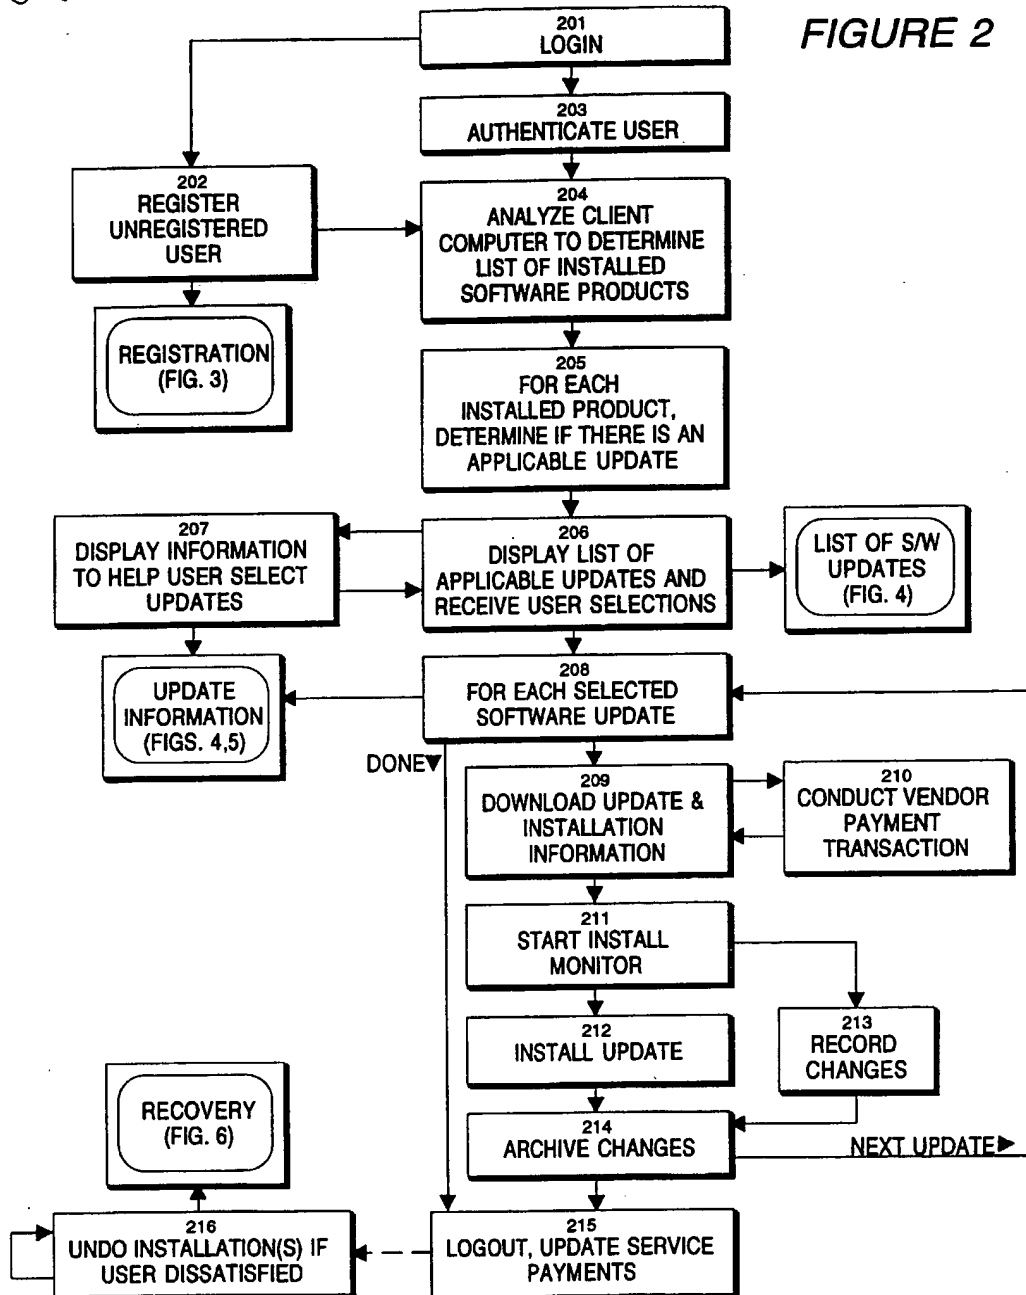 FIGURE 2
201
LOGIN
203
AUTHENTICATE USER
202
REGISTER
UNREGISTERED
USER
204
ANALYZE CLIENT
COMPUTER TO DETERMINE
LIST OF INSTALLED
SOFTWARE PRODUCTS
REGISTRATION
(FIG. 3)
205
FOR EACH
INSTALLED PRODUCT,
DETERMINE IF THERE IS AN
APPLICABLE UPDATE
207
DISPLAY INFORMATION
TO HELP USER SELECT
UPDATES
206
DISPLAY LIST OF
APPLICABLE UPDATES AND
RECEIVE USER SELECTIONS
LIST OF S/W
UPDATES
(FIG. 4)
UPDATE
INFORMATION
(FIGS. 4,5)
208
FOR EACH SELECTED
SOFTWARE UPDATE
DONE
209
DOWNLOAD UPDATE &
INSTALLATION
INFORMATION
210
CONDUCT VENDOR
PAYMENT
TRANSACTION
211
START INSTALL
MONITOR
212
INSTALL UPDATE
213
RECORD
CHANGES
RECOVERY
(FIG. 6)
214
ARCHIVE CHANGES
NEXT UPDATE
216
UNDO INSTALLATION(S) IF
USER DISSATISFIED
215
LOGOUT, UPDATE SERVICE
PAYMENTS